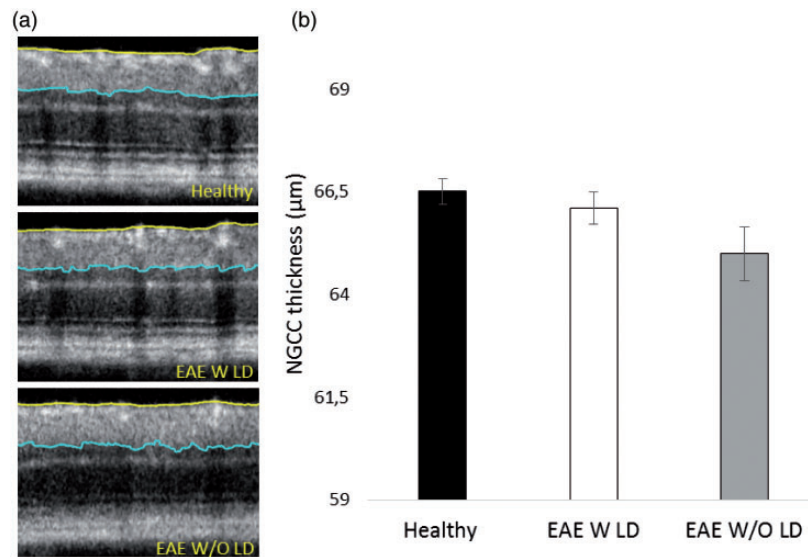 (a)
Healthy
EAE W LD
EAE W/O LD
(b)
NGCC thickness (µm)
69
66,5
64
61,5
59
Healthy EAE W LD EAE W/O LD